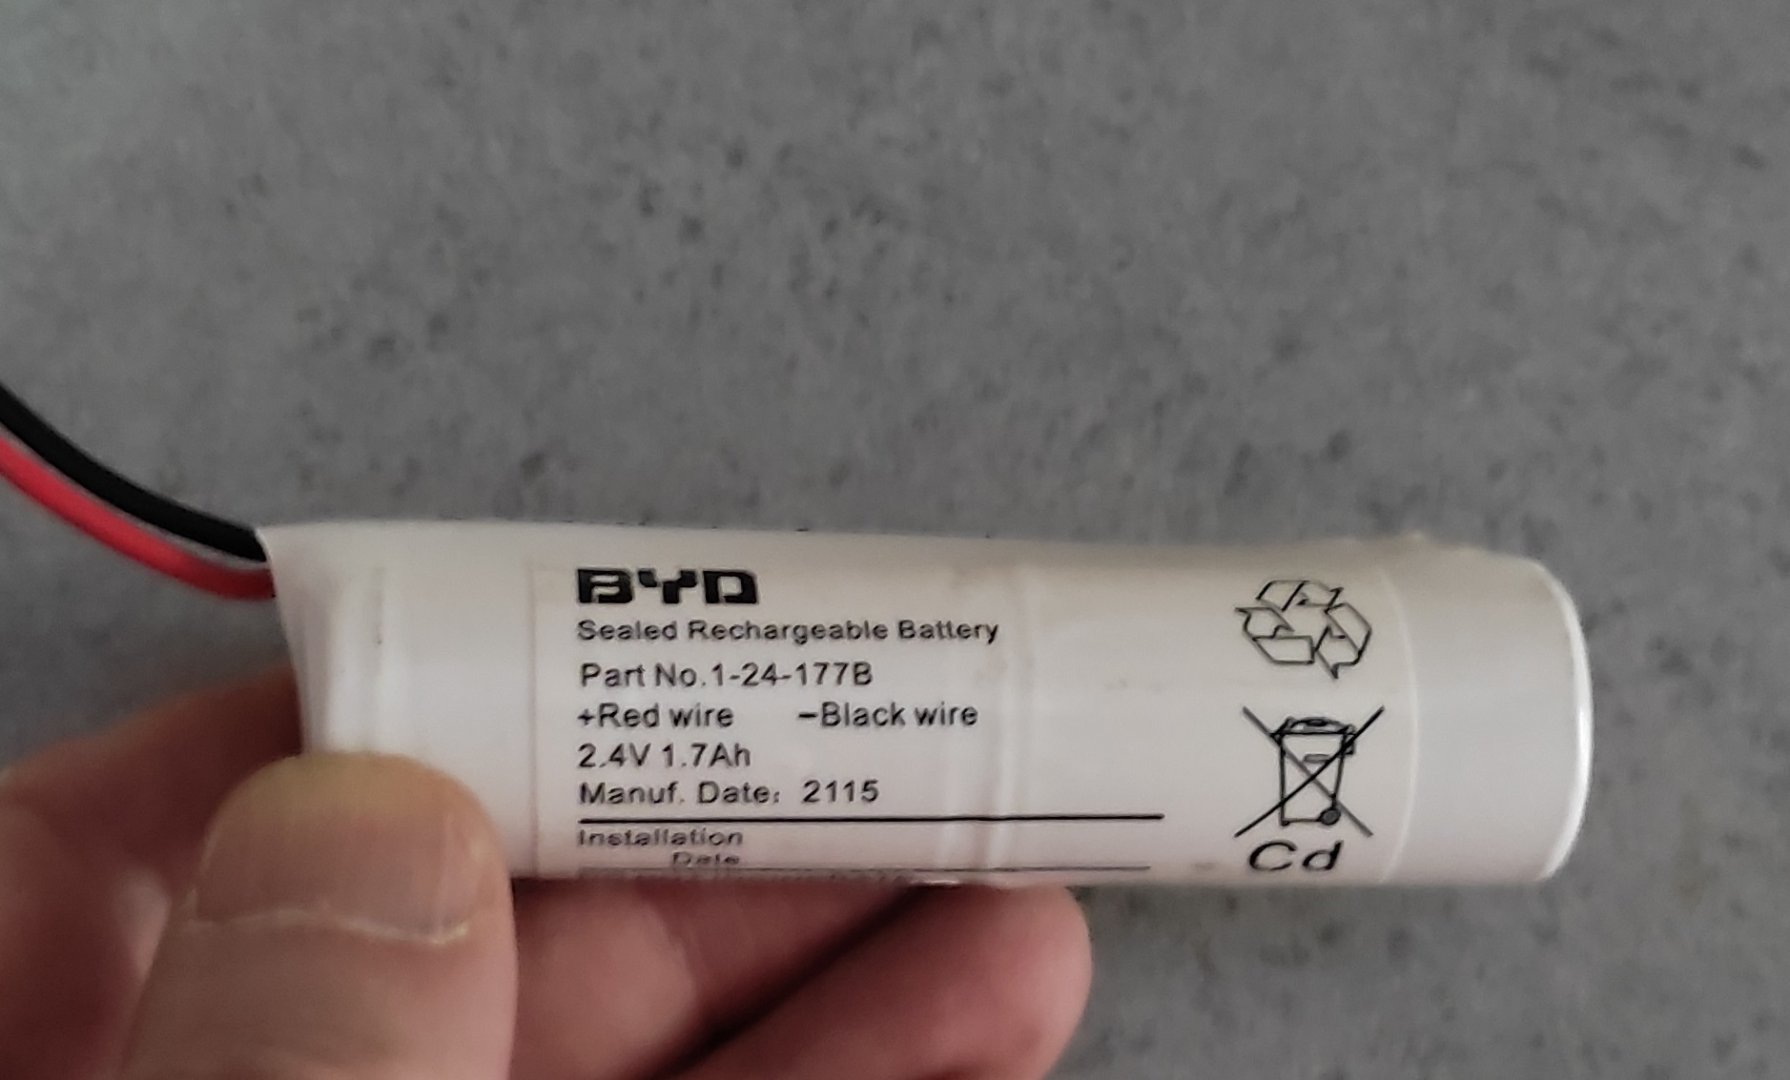 BYD
Sealed Rechargeable Battery
Part No.1-24-177B
+Red wire −Black wire
2.4V 1.7Ah
Manuf. Date: 2115
Installation
Date
Cd